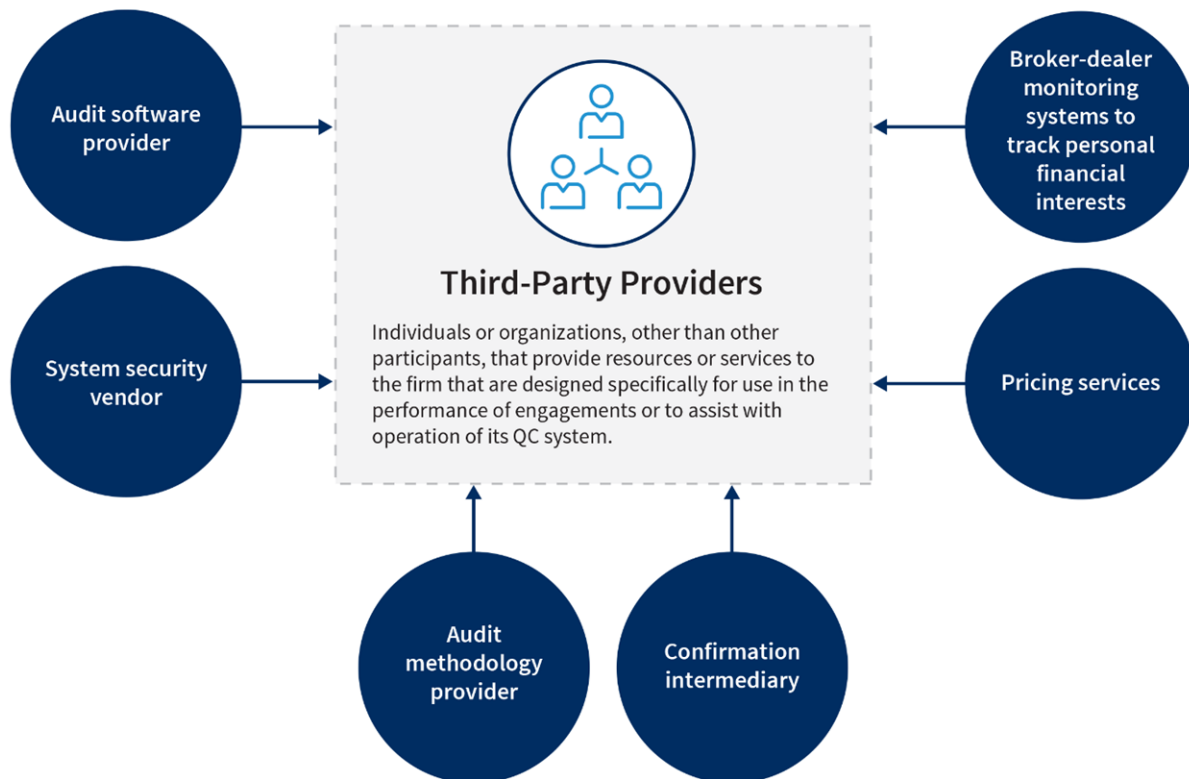 Audit software
provider
Broker-dealer
monitoring
systems to
track personal
financial
interests
Third-Party Providers
Individuals or organizations, other than other
participants, that provide resources or services to
the firm that are designed specifically for use in the
performance of engagements or to assist with
operation of its QC system.
System security
vendor
Pricing services
Audit
methodology
provider
Confirmation
intermediary